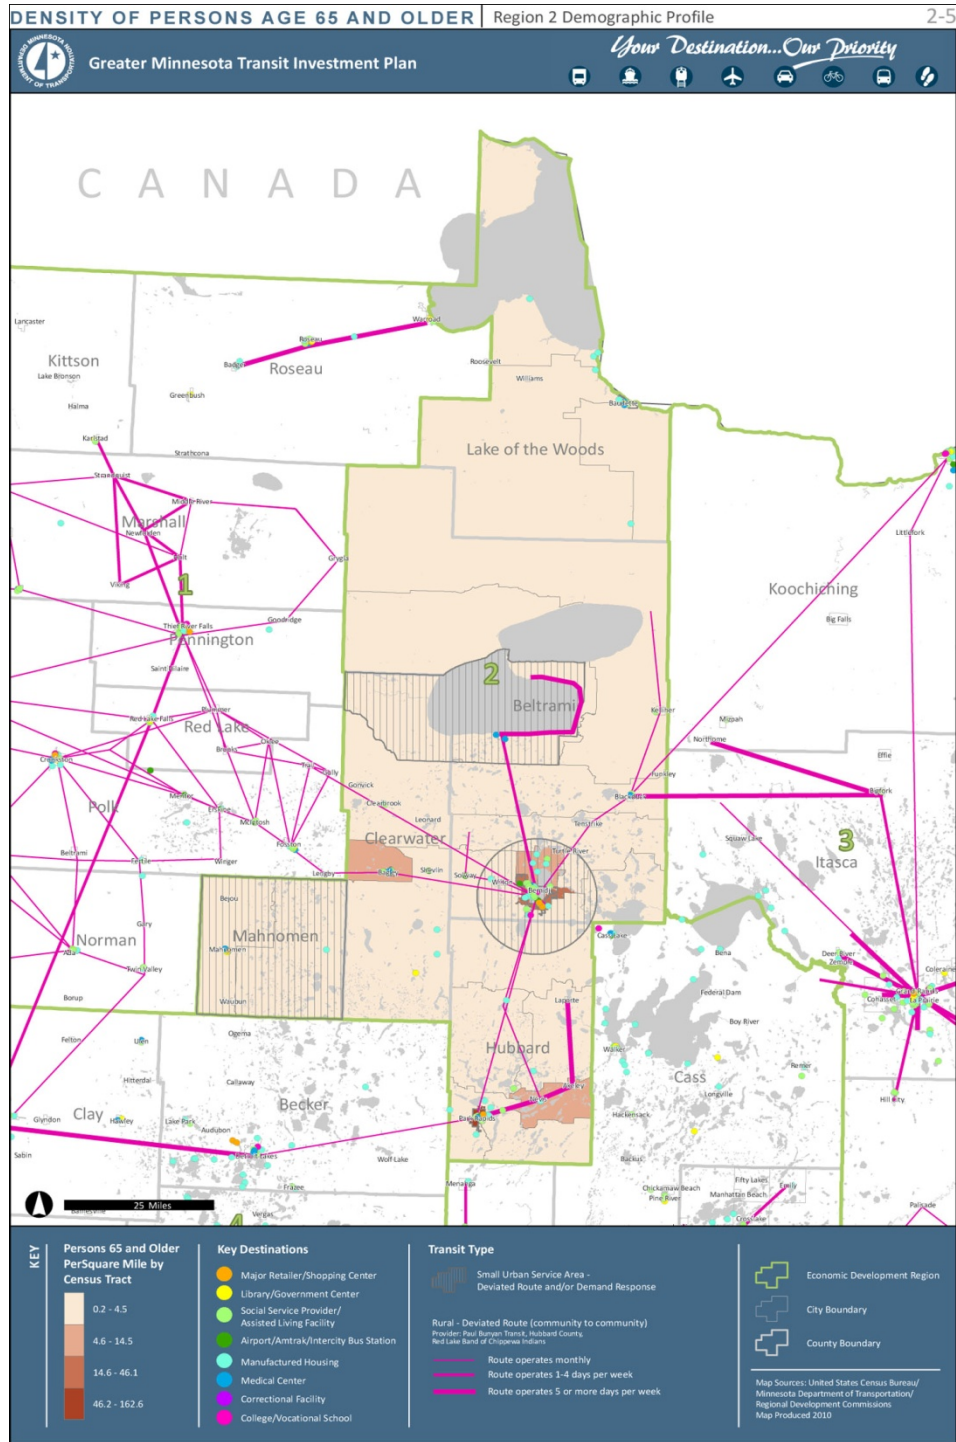 DENSITY OF PERSONS AGE 65 AND OLDER | Region 2 Demographic Profile 2-5
MINNESOTA DEPARTMENT OF TRANSPORTATION
Greater Minnesota Transit Investment Plan
Your Destination...Our Priority
CANADA
Lancaster
Kittson
Lake Bronson
Halma
Karlstad
Warroad
Roseau
Badger
Roseau
Greenbush
Strathcona
Roosevelt
Williams
Baudette
Lake of the Woods
Strandquist
Middle River
Marshall
Newfolden
Holt
Viking
Grygla
1
Goodridge
Thief River Falls
Pennington
Saint Hilaire
Littlefork
Koochiching
Big Falls
2
Beltrami
Red Lake Falls
Red Lake
Brooks
Kelliher
Mizpah
Northome
Effie
Crookston
Trail
Gully
Gonvick
Clearbrook
Leonard
Funkley
Blackduck
Bigfork
Polk
Mentor
Erskine
McIntosh
Fosston
Clearwater
Tenstrike
Turtle River
Squaw Lake
3
Itasca
Beltrami
Fertile
Winger
Lengby
Bagley
Shevlin
Solway
Wilton
Bemidji
Bejou
Gary
Norman
Ada
Mahnomen
Mahnomen
Cass Lake
Bena
Deer River
Zemple
Coleraine
Grand Rapids
Cohasset
La Prairie
Twin Valley
Borup
Waubun
Laporte
Federal Dam
Boy River
Felton
Ulen
Ogema
Hubbard
Walker
Remer
Hitterdal
Callaway
Cass
Longville
Hill City
Clay
Becker
Akeley
Nevis
Park Rapids
Hackensack
Glyndon
Hawley
Lake Park
Audubon
Detroit Lakes
Sabin
Wolf Lake
Backus
Frazee
Menahga
Chickamaw Beach
Pine River
Fifty Lakes
Manhattan Beach
Emily
Crosslake
Palisade
Barnesville
Vergas
4
25 Miles
KEY
Persons 65 and Older
PerSquare Mile by
Census Tract
0.2 - 4.5
4.6 - 14.5
14.6 - 46.1
46.2 - 162.6
Key Destinations
Major Retailer/Shopping Center
Library/Government Center
Social Service Provider/
Assisted Living Facility
Airport/Amtrak/Intercity Bus Station
Manufactured Housing
Medical Center
Correctional Facility
College/Vocational School
Transit Type
Small Urban Service Area -
Deviated Route and/or Demand Response
Rural - Deviated Route (community to community)
Provider: Paul Bunyan Transit, Hubbard County,
Red Lake Band of Chippewa Indians
Route operates monthly
Route operates 1-4 days per week
Route operates 5 or more days per week
Economic Development Region
City Boundary
County Boundary
Map Sources: United States Census Bureau/
Minnesota Department of Transportation/
Regional Development Commissions
Map Produced 2010